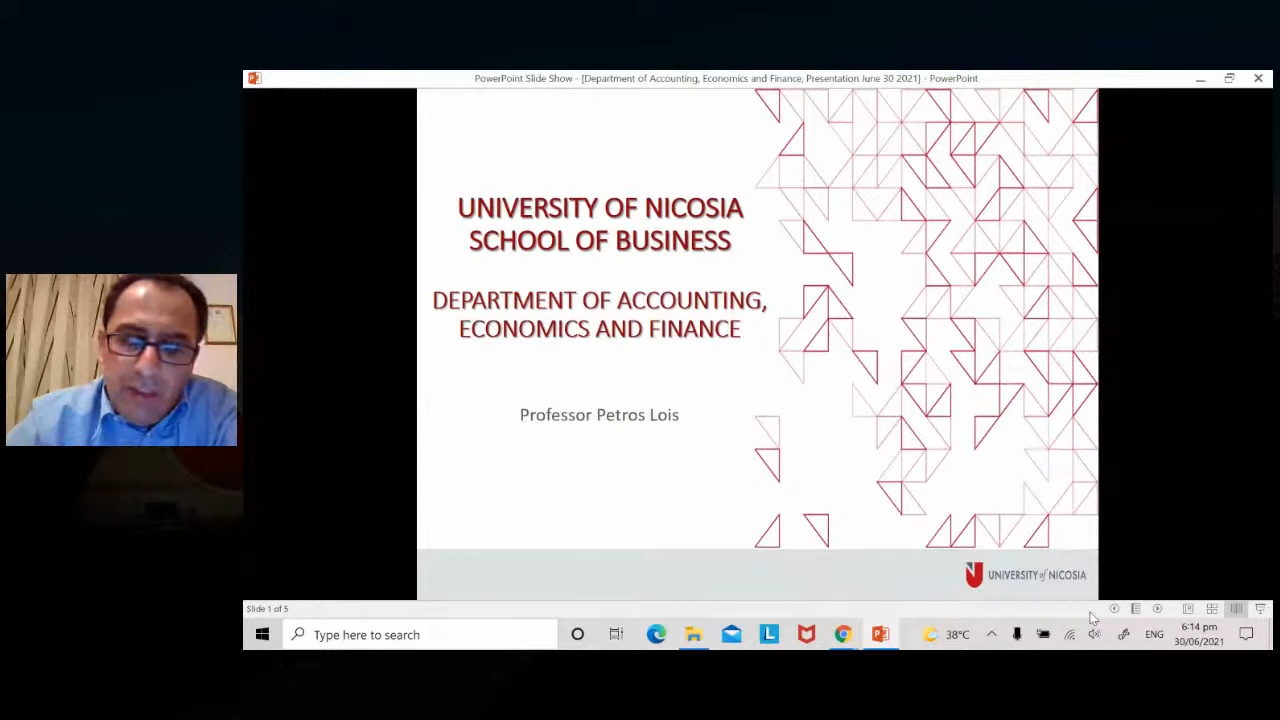 PowerPoint Slide Show - [Department of Accounting, Economics and Finance, Presentation June 30 2021] - PowerPoint
UNIVERSITY OF NICOSIA
SCHOOL OF BUSINESS
DEPARTMENT OF ACCOUNTING,
ECONOMICS AND FINANCE
Professor Petros Lois
UNIVERSITY of NICOSIA
Slide 1 of 5
Type here to search
L
38°C
ENG
6:14 pm
30/06/2021